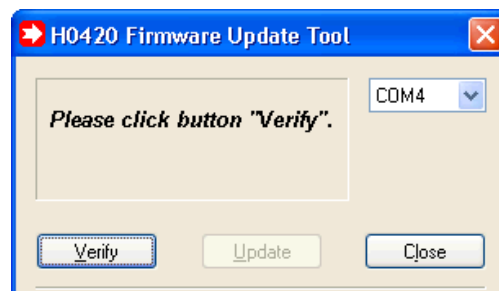 H0420 Firmware Update Tool
Please click button "Verify".
COM4
Verify
Update
Close